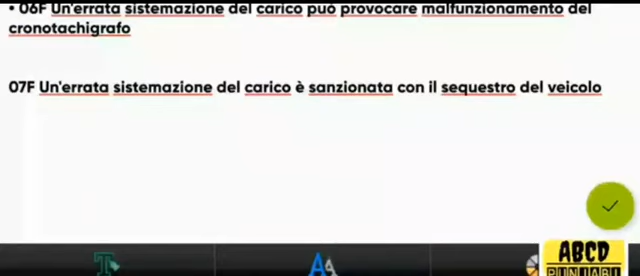 • 06F Un'errata sistemazione del carico può provocare malfunzionamento del
cronotachigrafo
07F Un'errata sistemazione del carico è sanzionata con il sequestro del veicolo
ABCD
PUNJABI